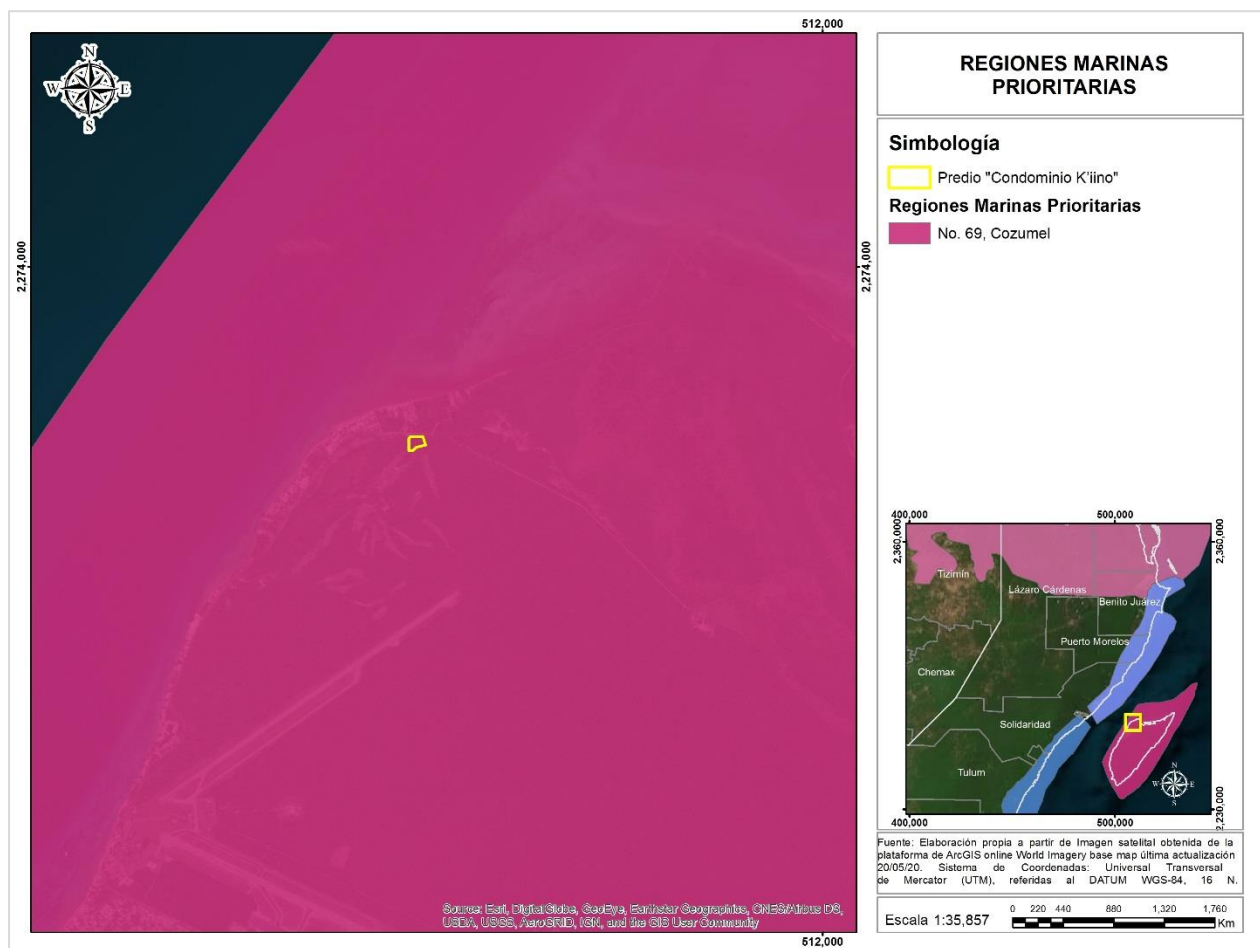 512,000
N
W E
S
2,274,000
2,274,000
Source: Esri, DigitalGlobe, GeoEye, Earthstar Geographics, CNES/Airbus DS,
USDA, USGS, AeroGRID, IGN, and the GIS User Community
512,000
REGIONES MARINAS
PRIORITARIAS
Simbología
Predio "Condominio K'iino"
Regiones Marinas Prioritarias
No. 69, Cozumel
400,000 500,000
2,360,000
2,360,000
Tizimín
Lázaro Cárdenas
Benito Juárez
Puerto Morelos
Chemax
Solidaridad
Tulum
N
W E
S
2,230,000
400,000 500,000
Fuente: Elaboración propia a partir de Imagen satelital obtenida de la
plataforma de ArcGIS online World Imagery base map última actualización
20/05/20. Sistema de Coordenadas: Universal Transversal
de Mercator (UTM), referidas al DATUM WGS-84, 16 N.
Escala 1:35,857
0 220 440 880 1,320 1,760
Km